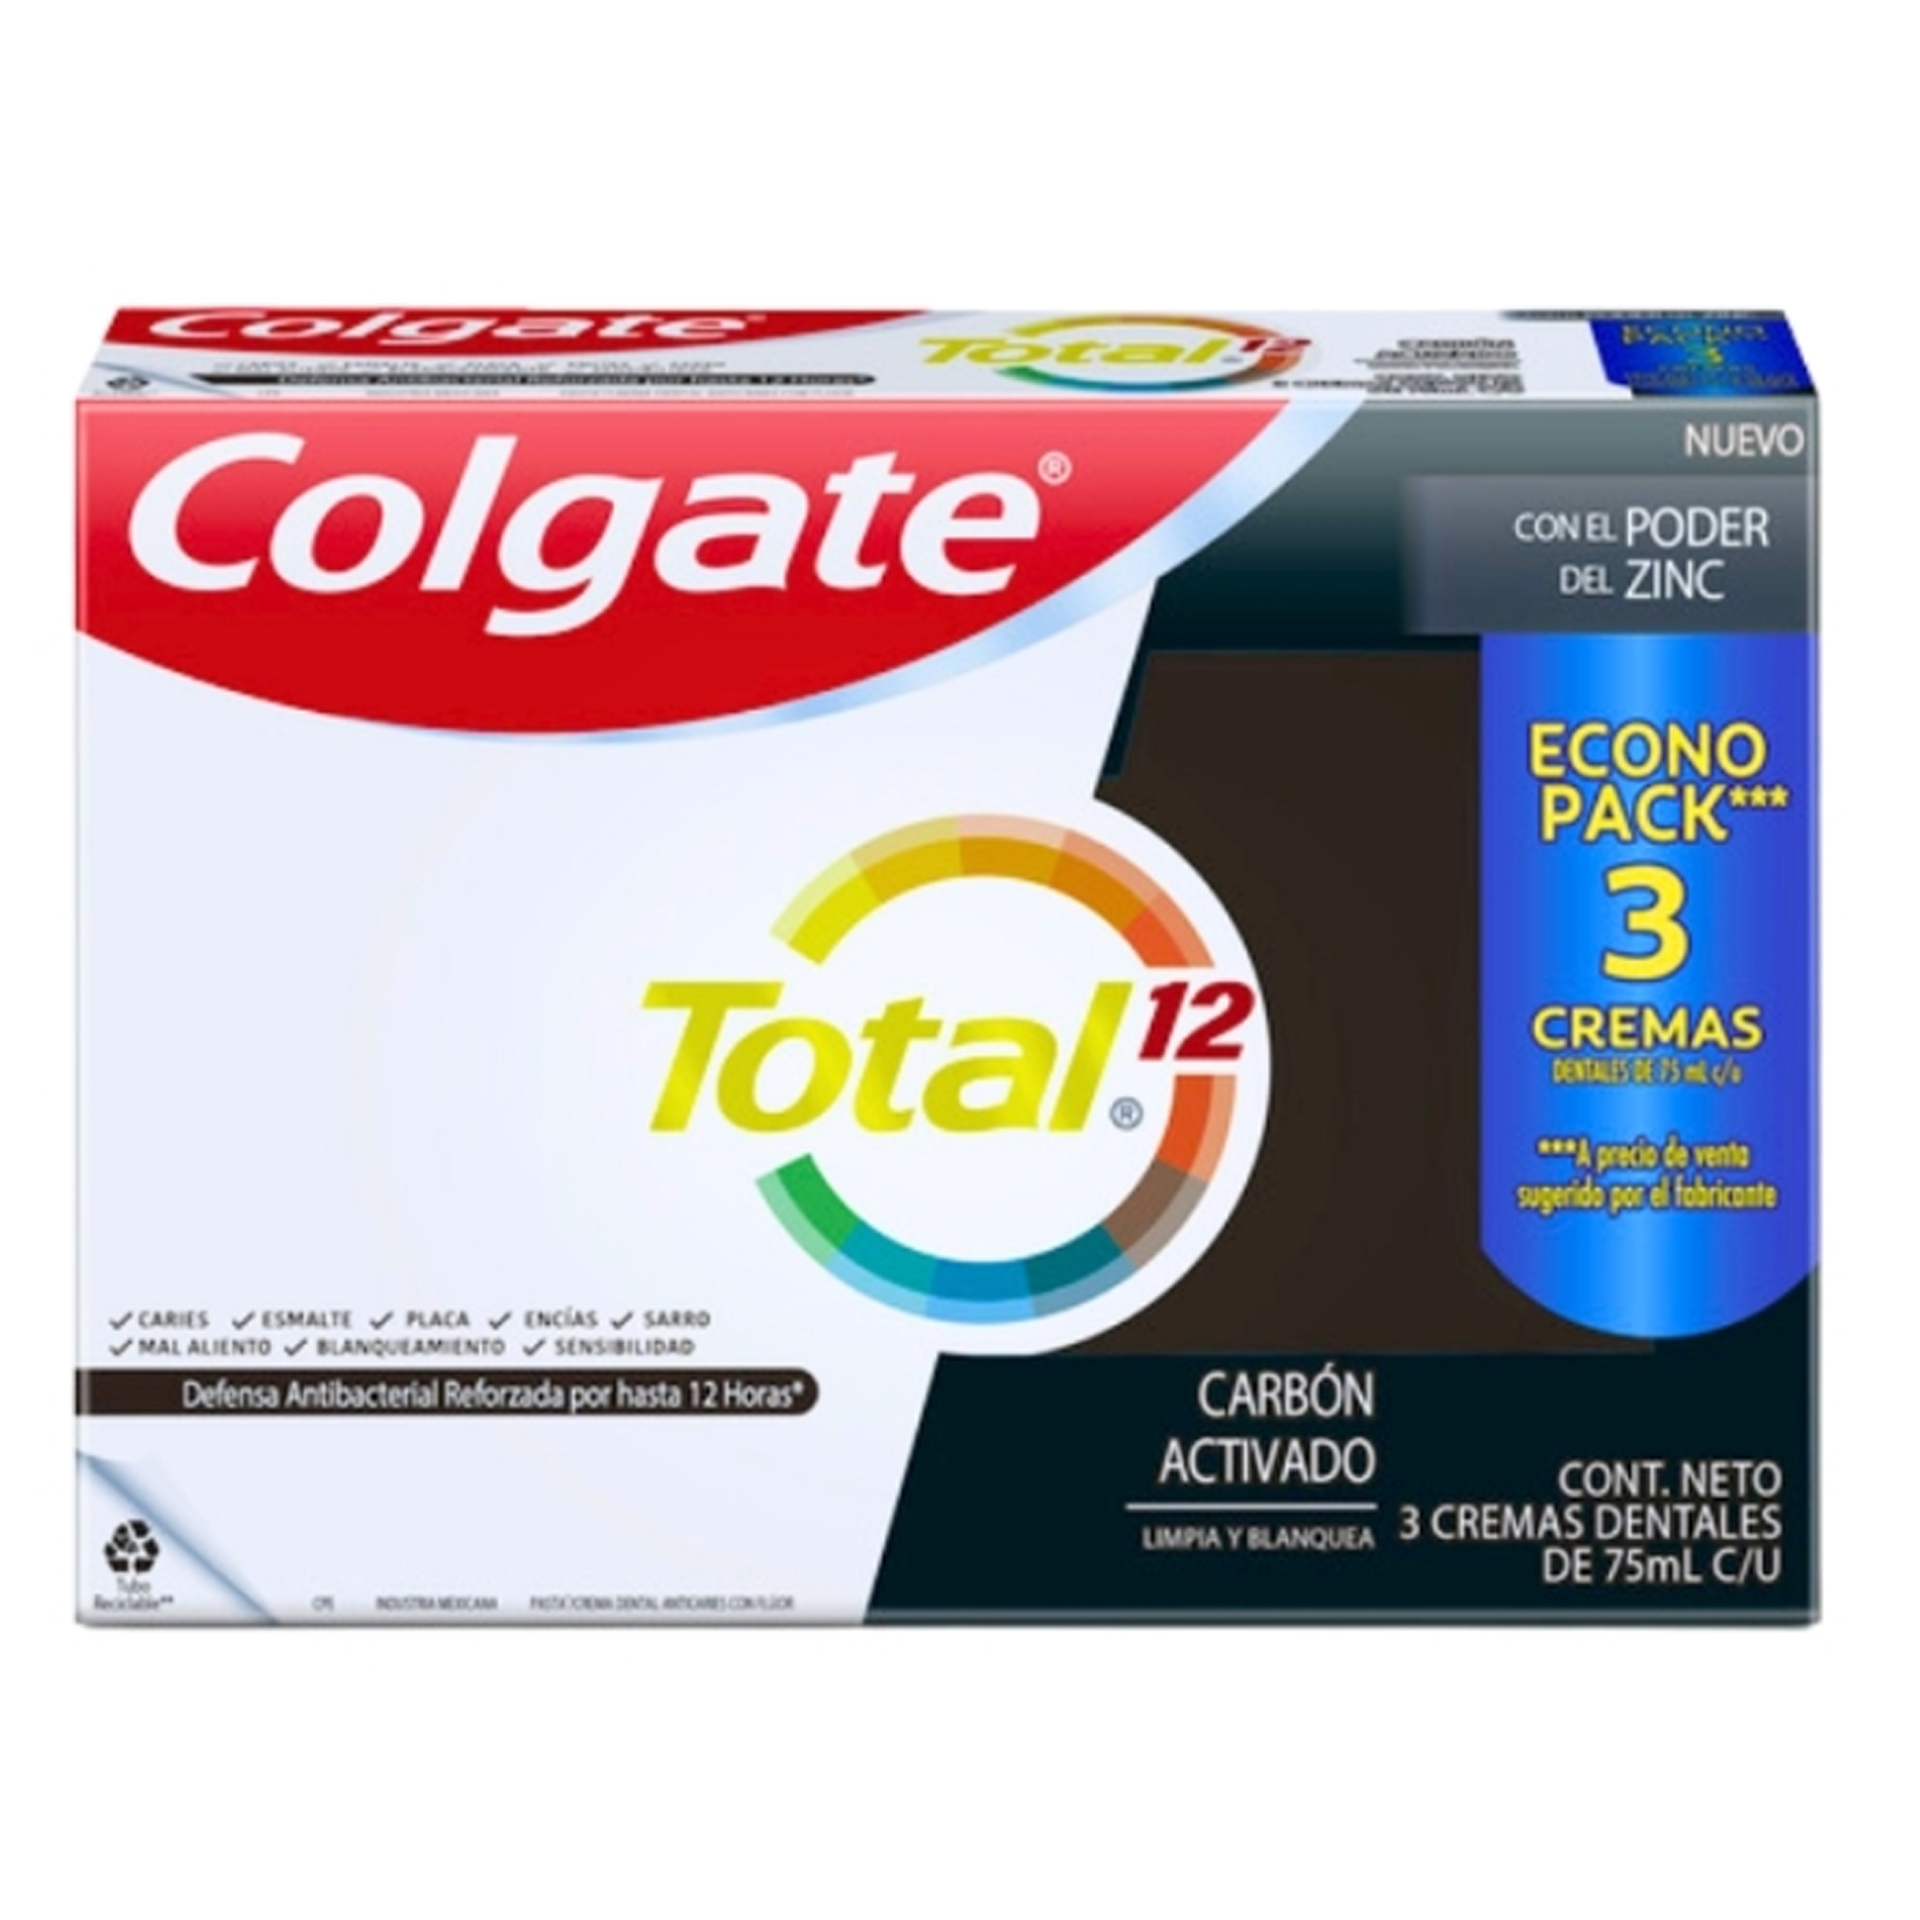 Colgate®
Total®12
ECONO
PACK
3
Colgate®
NUEVO
CON EL PODER
DEL ZINC
ECONO
PACK***
3
CREMAS
DENTALES DE 75 mL c/u
***A precio de venta
sugerido por el fabricante
Total®12
✓ CARIES ✓ ESMALTE ✓ PLACA ✓ ENCÍAS ✓ SARRO
✓ MAL ALIENTO ✓ BLANQUEAMIENTO ✓ SENSIBILIDAD
Defensa Antibacterial Reforzada por hasta 12 Horas*
CARBÓN
ACTIVADO
LIMPIA Y BLANQUEA
CONT. NETO
3 CREMAS DENTALES
DE 75mL C/U
Tubo
Reciclable**
INDUSTRIA MEXICANA